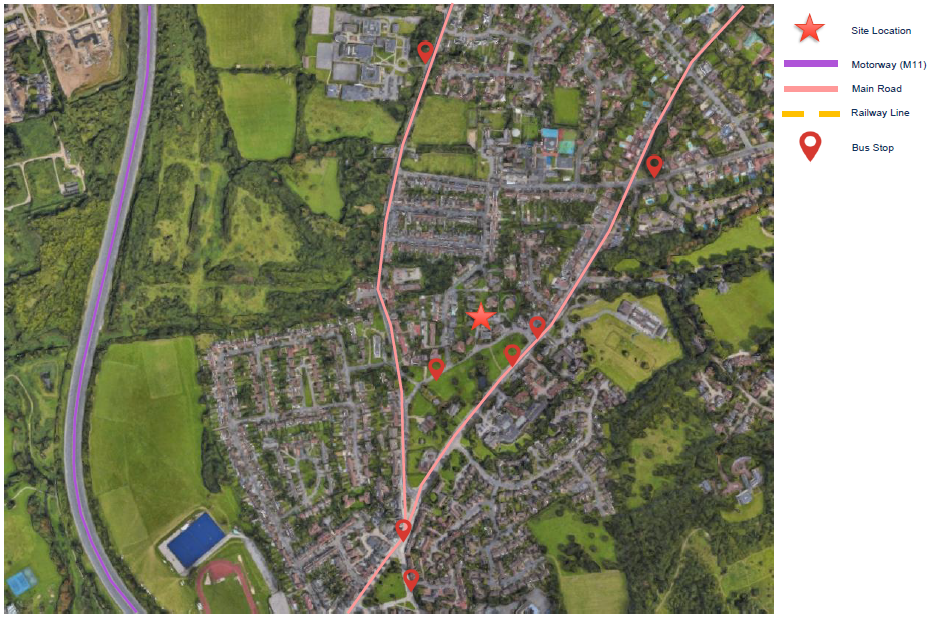 Site Location
Motorway (M11)
Main Road
Railway Line
Bus Stop